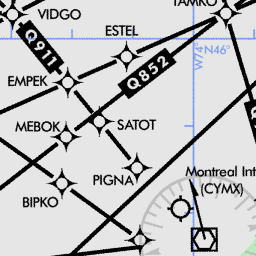 TAMKO
VIDGO
ESTEL
Q911
N46°
W74°
EMPEK
Q852
MEBOK
SATOT
PIGNA
Montreal Int
(CYMX)
BIPKO